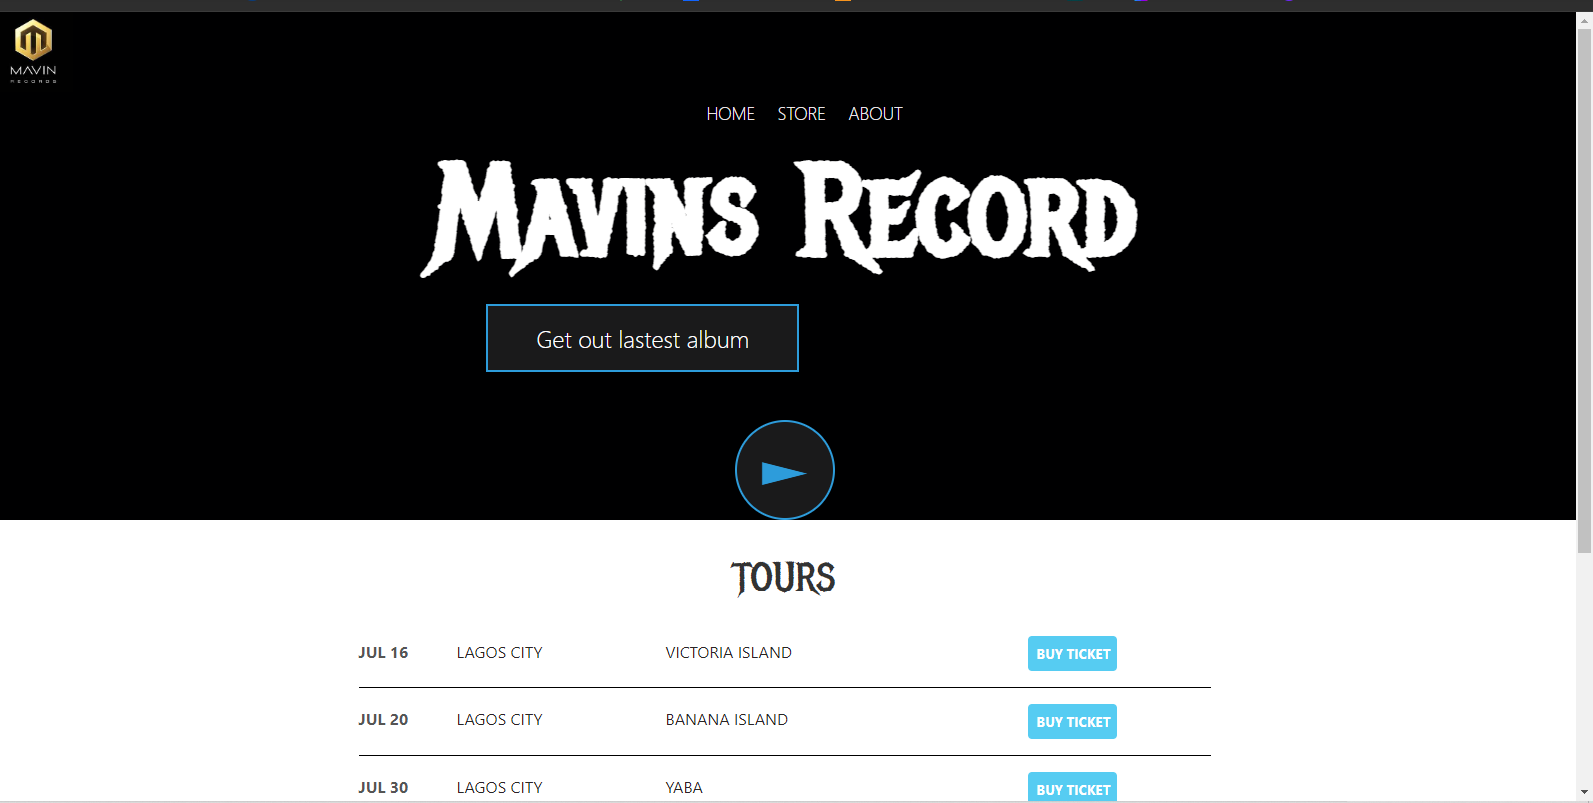 MAVIN
RECORDS
HOME STORE ABOUT
MAVINS RECORD
Get out lastest album
TOURS
JUL 16 LAGOS CITY VICTORIA ISLAND BUY TICKET
JUL 20 LAGOS CITY BANANA ISLAND BUY TICKET
JUL 30 LAGOS CITY YABA BUY TICKET